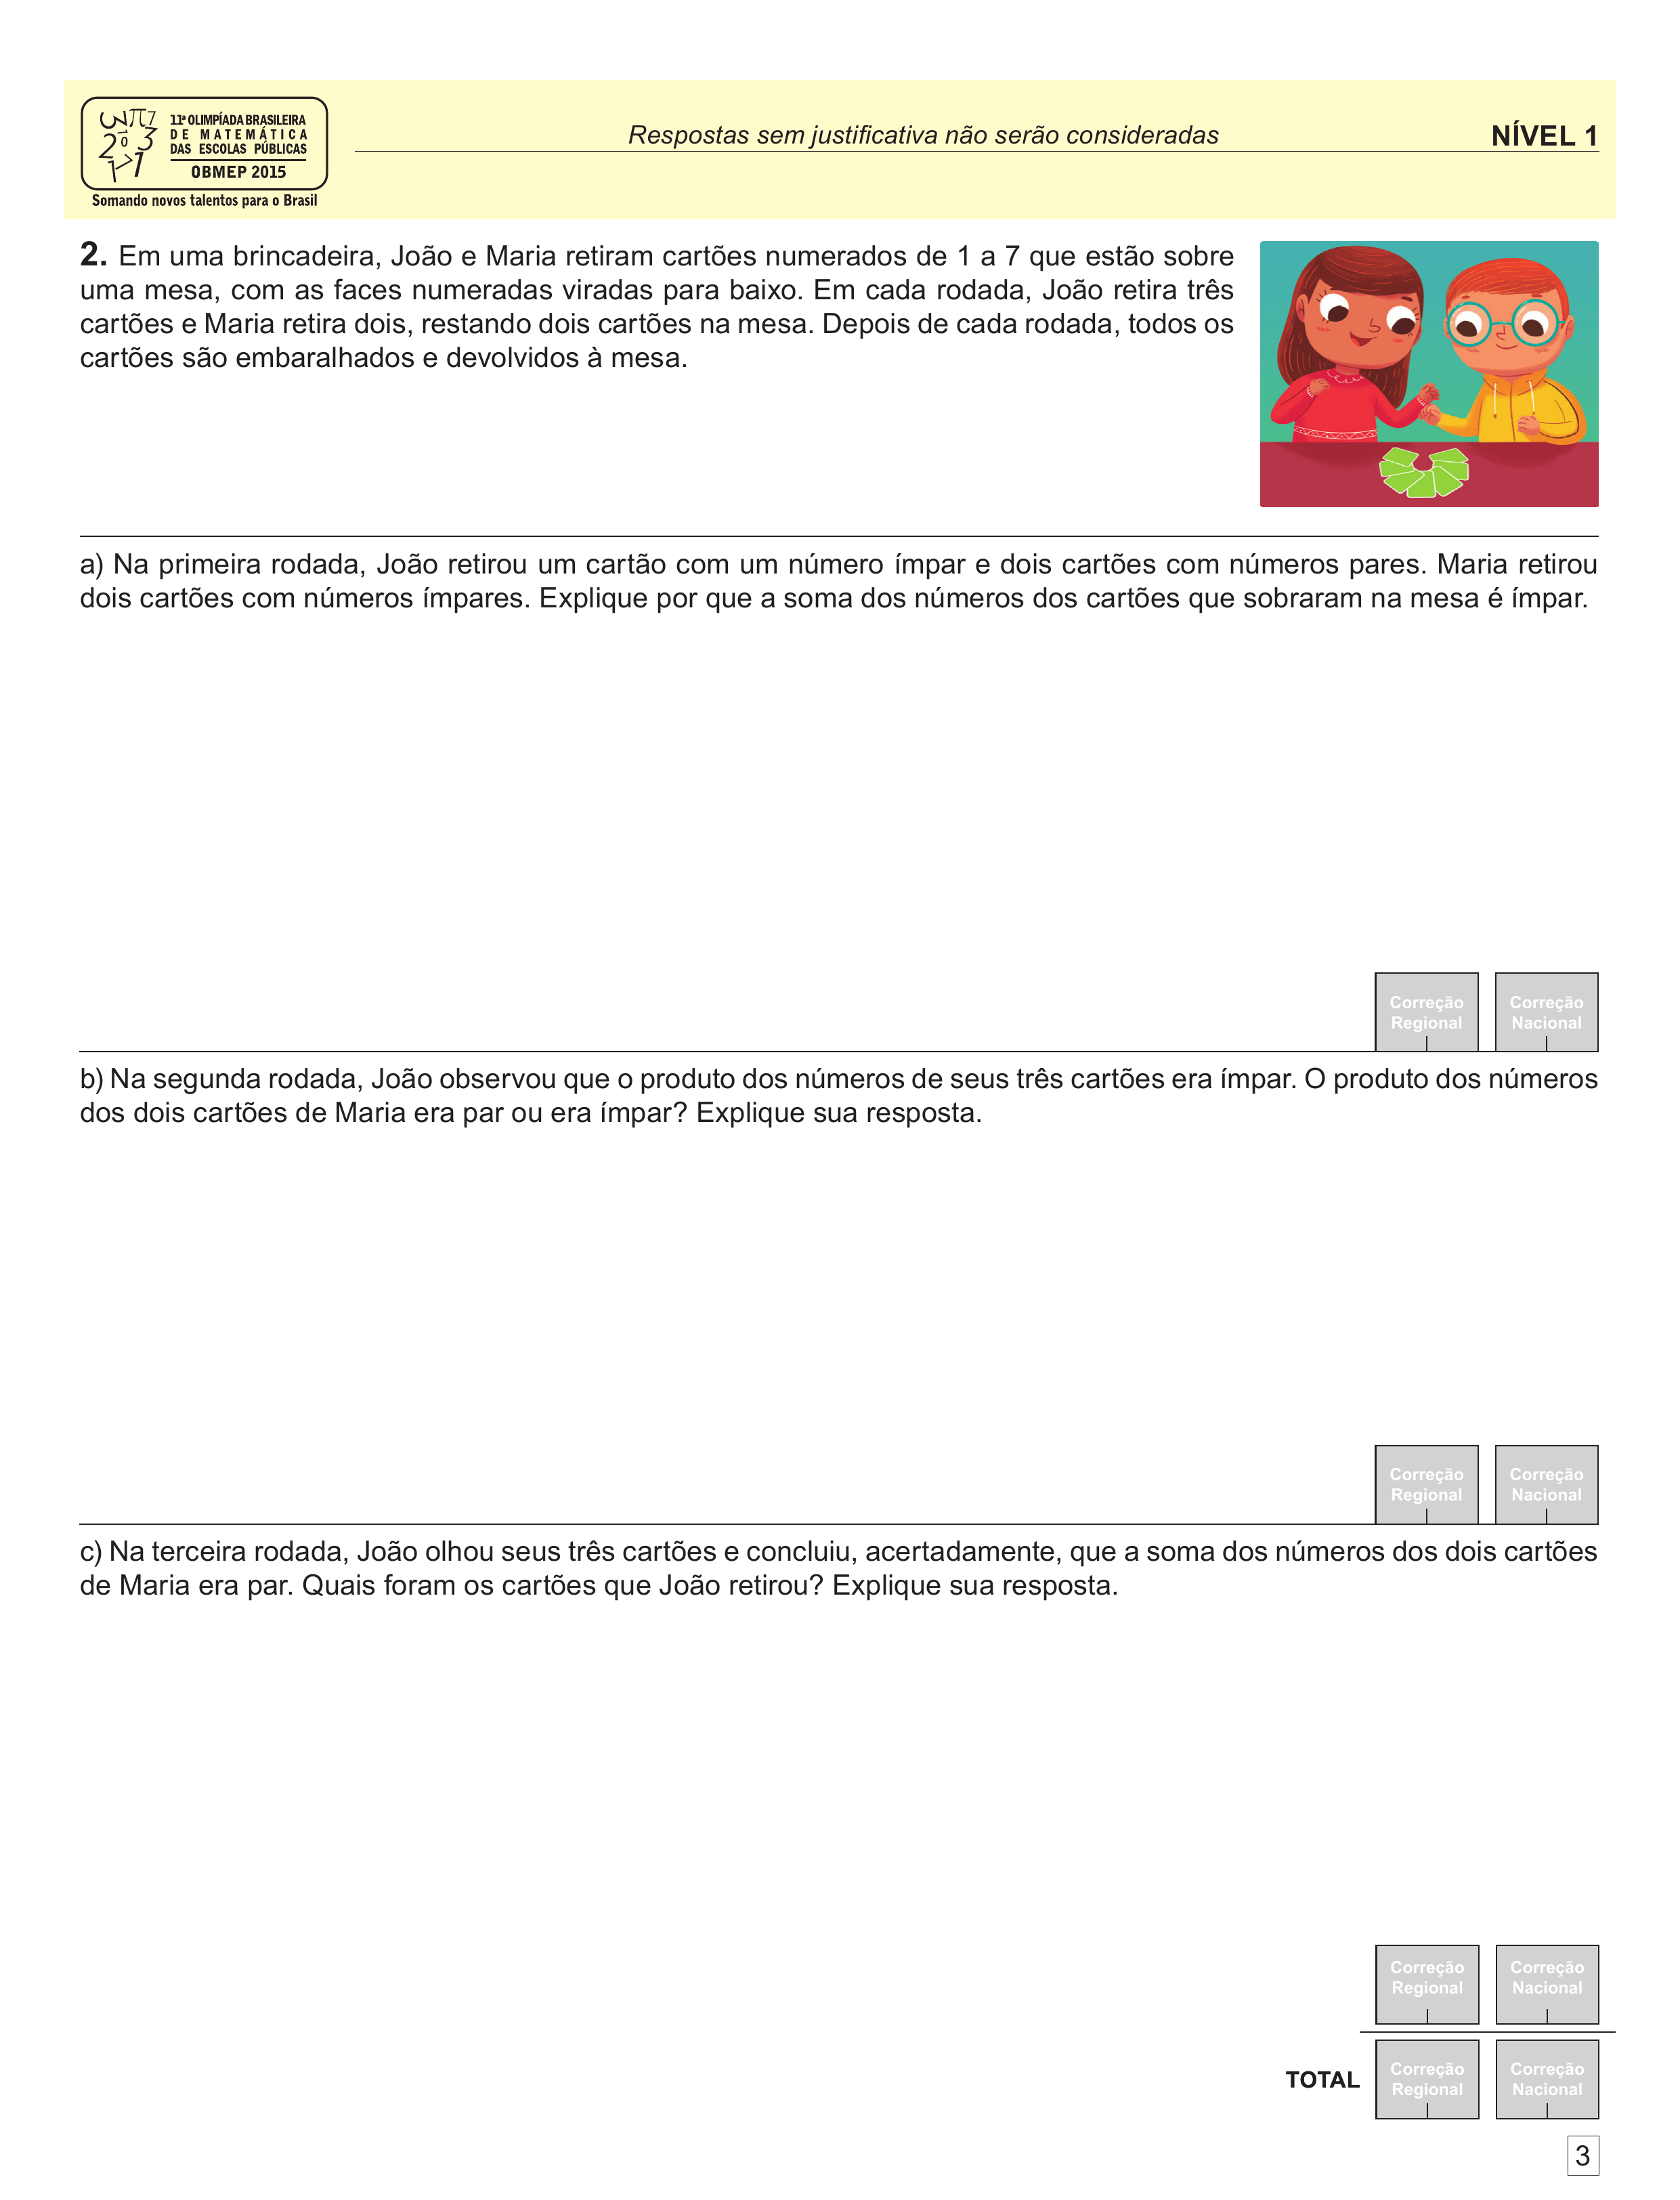 11ª OLIMPÍADA BRASILEIRA
DE MATEMÁTICA
DAS ESCOLAS PÚBLICAS
OBMEP 2015
Somando novos talentos para o Brasil
Respostas sem justificativa não serão consideradas
NÍVEL 1
2. Em uma brincadeira, João e Maria retiram cartões numerados de 1 a 7 que estão sobre
uma mesa, com as faces numeradas viradas para baixo. Em cada rodada, João retira três
cartões e Maria retira dois, restando dois cartões na mesa. Depois de cada rodada, todos os
cartões são embaralhados e devolvidos à mesa.
a) Na primeira rodada, João retirou um cartão com um número ímpar e dois cartões com números pares. Maria retirou
dois cartões com números ímpares. Explique por que a soma dos números dos cartões que sobraram na mesa é ímpar.
Correção Regional
Correção Nacional
b) Na segunda rodada, João observou que o produto dos números de seus três cartões era ímpar. O produto dos números
dos dois cartões de Maria era par ou era ímpar? Explique sua resposta.
Correção Regional
Correção Nacional
c) Na terceira rodada, João olhou seus três cartões e concluiu, acertadamente, que a soma dos números dos dois cartões
de Maria era par. Quais foram os cartões que João retirou? Explique sua resposta.
Correção Regional
Correção Nacional
TOTAL
Correção Regional
Correção Nacional
3